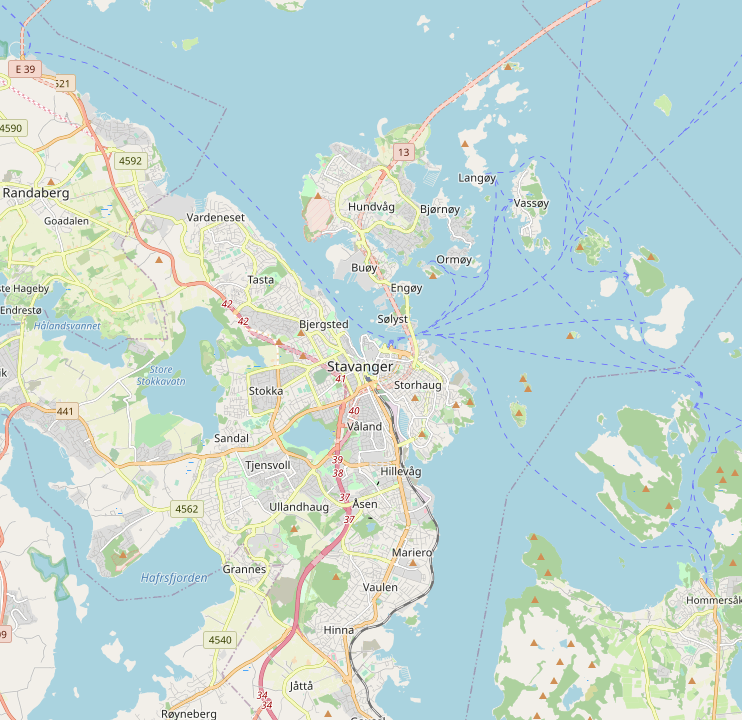 E 39
521
4590
13
4592
Langøy
Randaberg
Vassøy
Hundvåg
Bjørnøy
Vardeneset
Goadalen
Ormøy
Buøy
Tasta
Engøy
ste Hageby
42
Endrestø
Sølyst
42
Hålandsvannet
Bjergsted
Stavanger
Store
Stokkavatn
41
Storhaug
Stokka
441
40
Våland
Sandal
39
Tjensvoll
38
Hillevåg
37
Ullandhaug
Åsen
4562
37
Mariero
Grannes
Hafrsfjorden
Vaulen
Hommersåk
Hinna
4540
Jåttå
34
34
Røyneberg